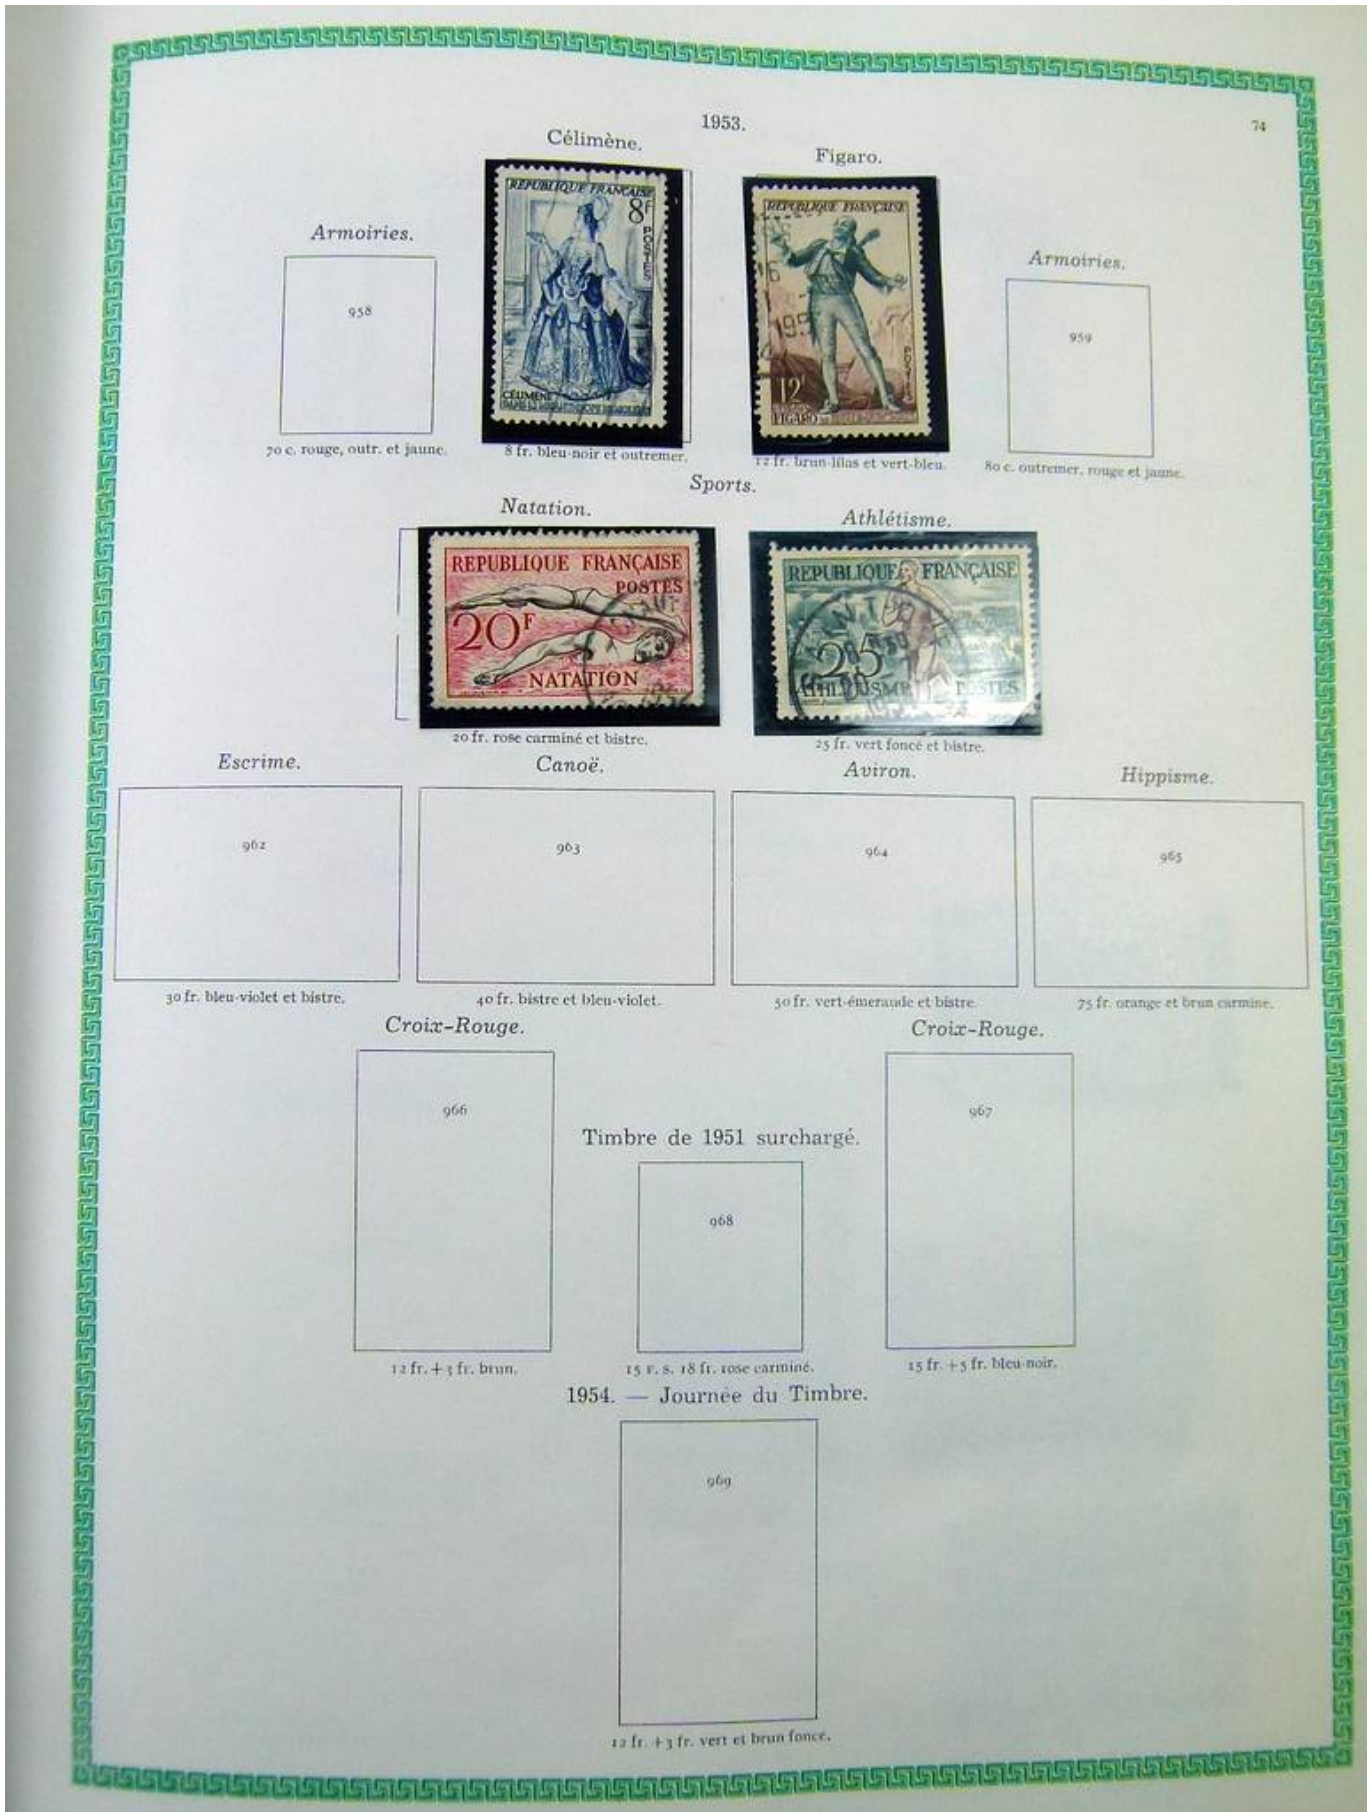 1953.
74
Célimène.
Figaro.
Armoiries.
Armoiries.
REPUBLIQUE FRANÇAISE
8F
POSTES
CÉLIMÈNE
REPUBLIQUE FRANÇAISE
195
12F
FIGARO
958
959
70 c. rouge, outr. et jaune.
8 fr. bleu-noir et outremer.
12 fr. brun-lilas et vert-bleu.
80 c. outremer, rouge et jaune.
Sports.
Natation.
Athlétisme.
REPUBLIQUE FRANÇAISE
POSTES
20F
NATATION
REPUBLIQUE FRANÇAISE
25
POSTES
20 fr. rose carminé et bistre.
25 fr. vert foncé et bistre.
Escrime.
Canoë.
Aviron.
Hippisme.
962
963
964
965
30 fr. bleu-violet et bistre.
40 fr. bistre et bleu-violet.
50 fr. vert-émeraude et bistre.
75 fr. orange et brun carmine.
Croix-Rouge.
Croix-Rouge.
966
967
Timbre de 1951 surchargé.
968
12 fr. + 3 fr. brun.
15 F. s. 18 fr. rose carminé.
15 fr. + 5 fr. bleu-noir.
1954. — Journée du Timbre.
969
12 fr. + 3 fr. vert et brun foncé.